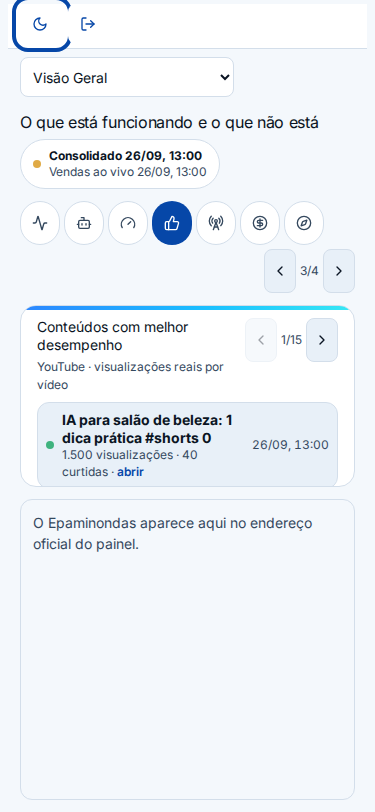 Visão Geral
O que está funcionando e o que não está
Consolidado 26/09, 13:00
Vendas ao vivo 26/09, 13:00
3/4
Conteúdos com melhor
desempenho
1/15
YouTube · visualizações reais por
vídeo
IA para salão de beleza: 1
dica prática #shorts 0
26/09, 13:00
1.500 visualizações · 40
curtidas · abrir
O Epaminondas aparece aqui no endereço
oficial do painel.